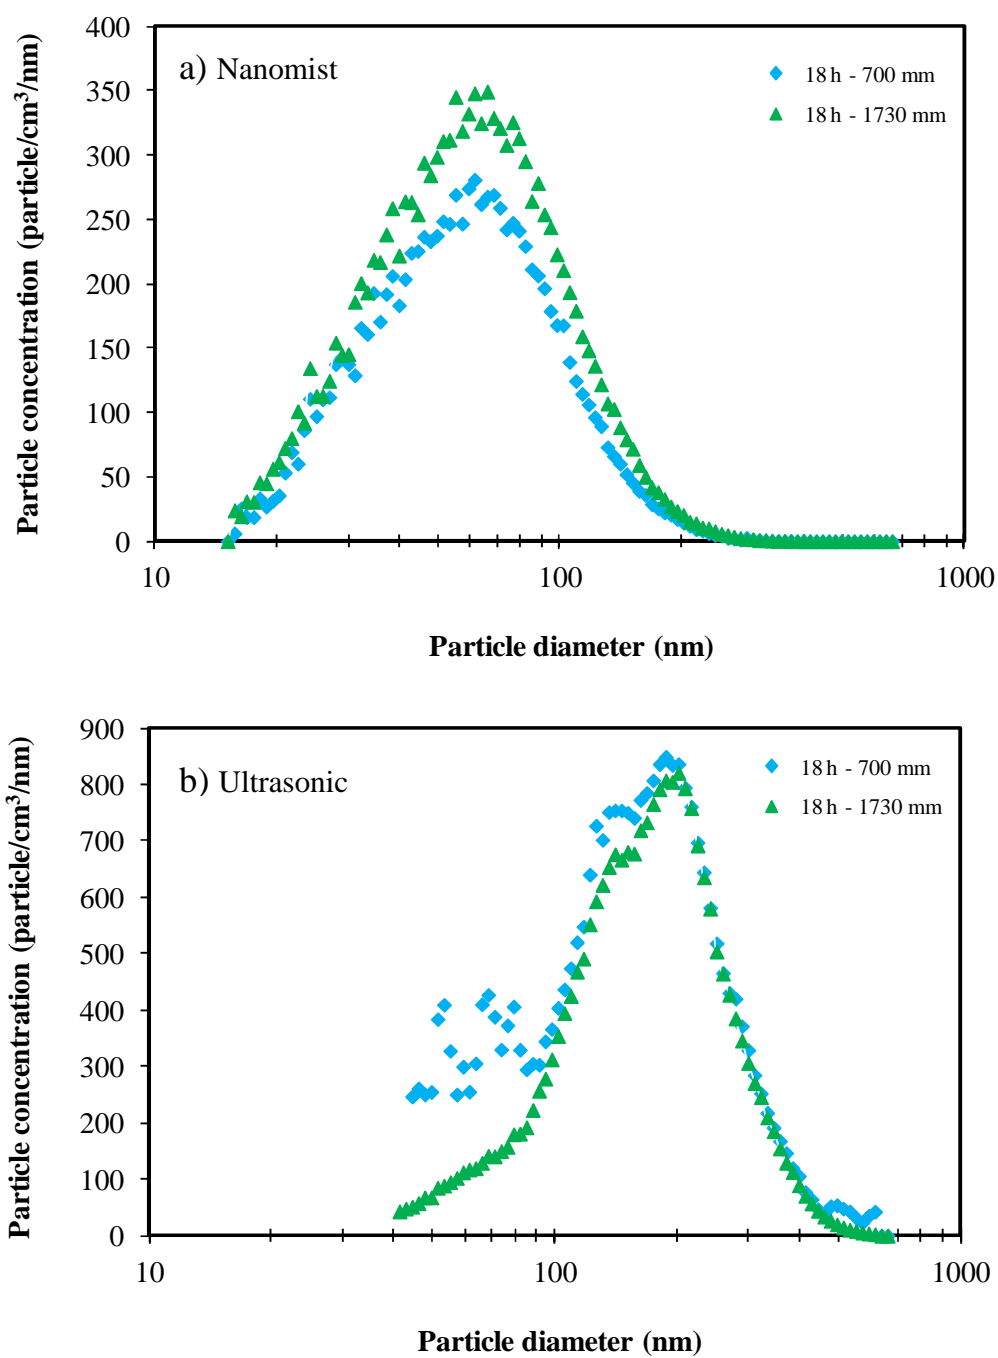 a) Nanomist
18 h - 700 mm
18 h - 1730 mm
Particle concentration (particle/cm³/nm)
400
350
300
250
200
150
100
50
0
10
100
1000
Particle diameter (nm)
b) Ultrasonic
18 h - 700 mm
18 h - 1730 mm
Particle concentration (particle/cm³/nm)
900
800
700
600
500
400
300
200
100
0
10
100
1000
Particle diameter (nm)